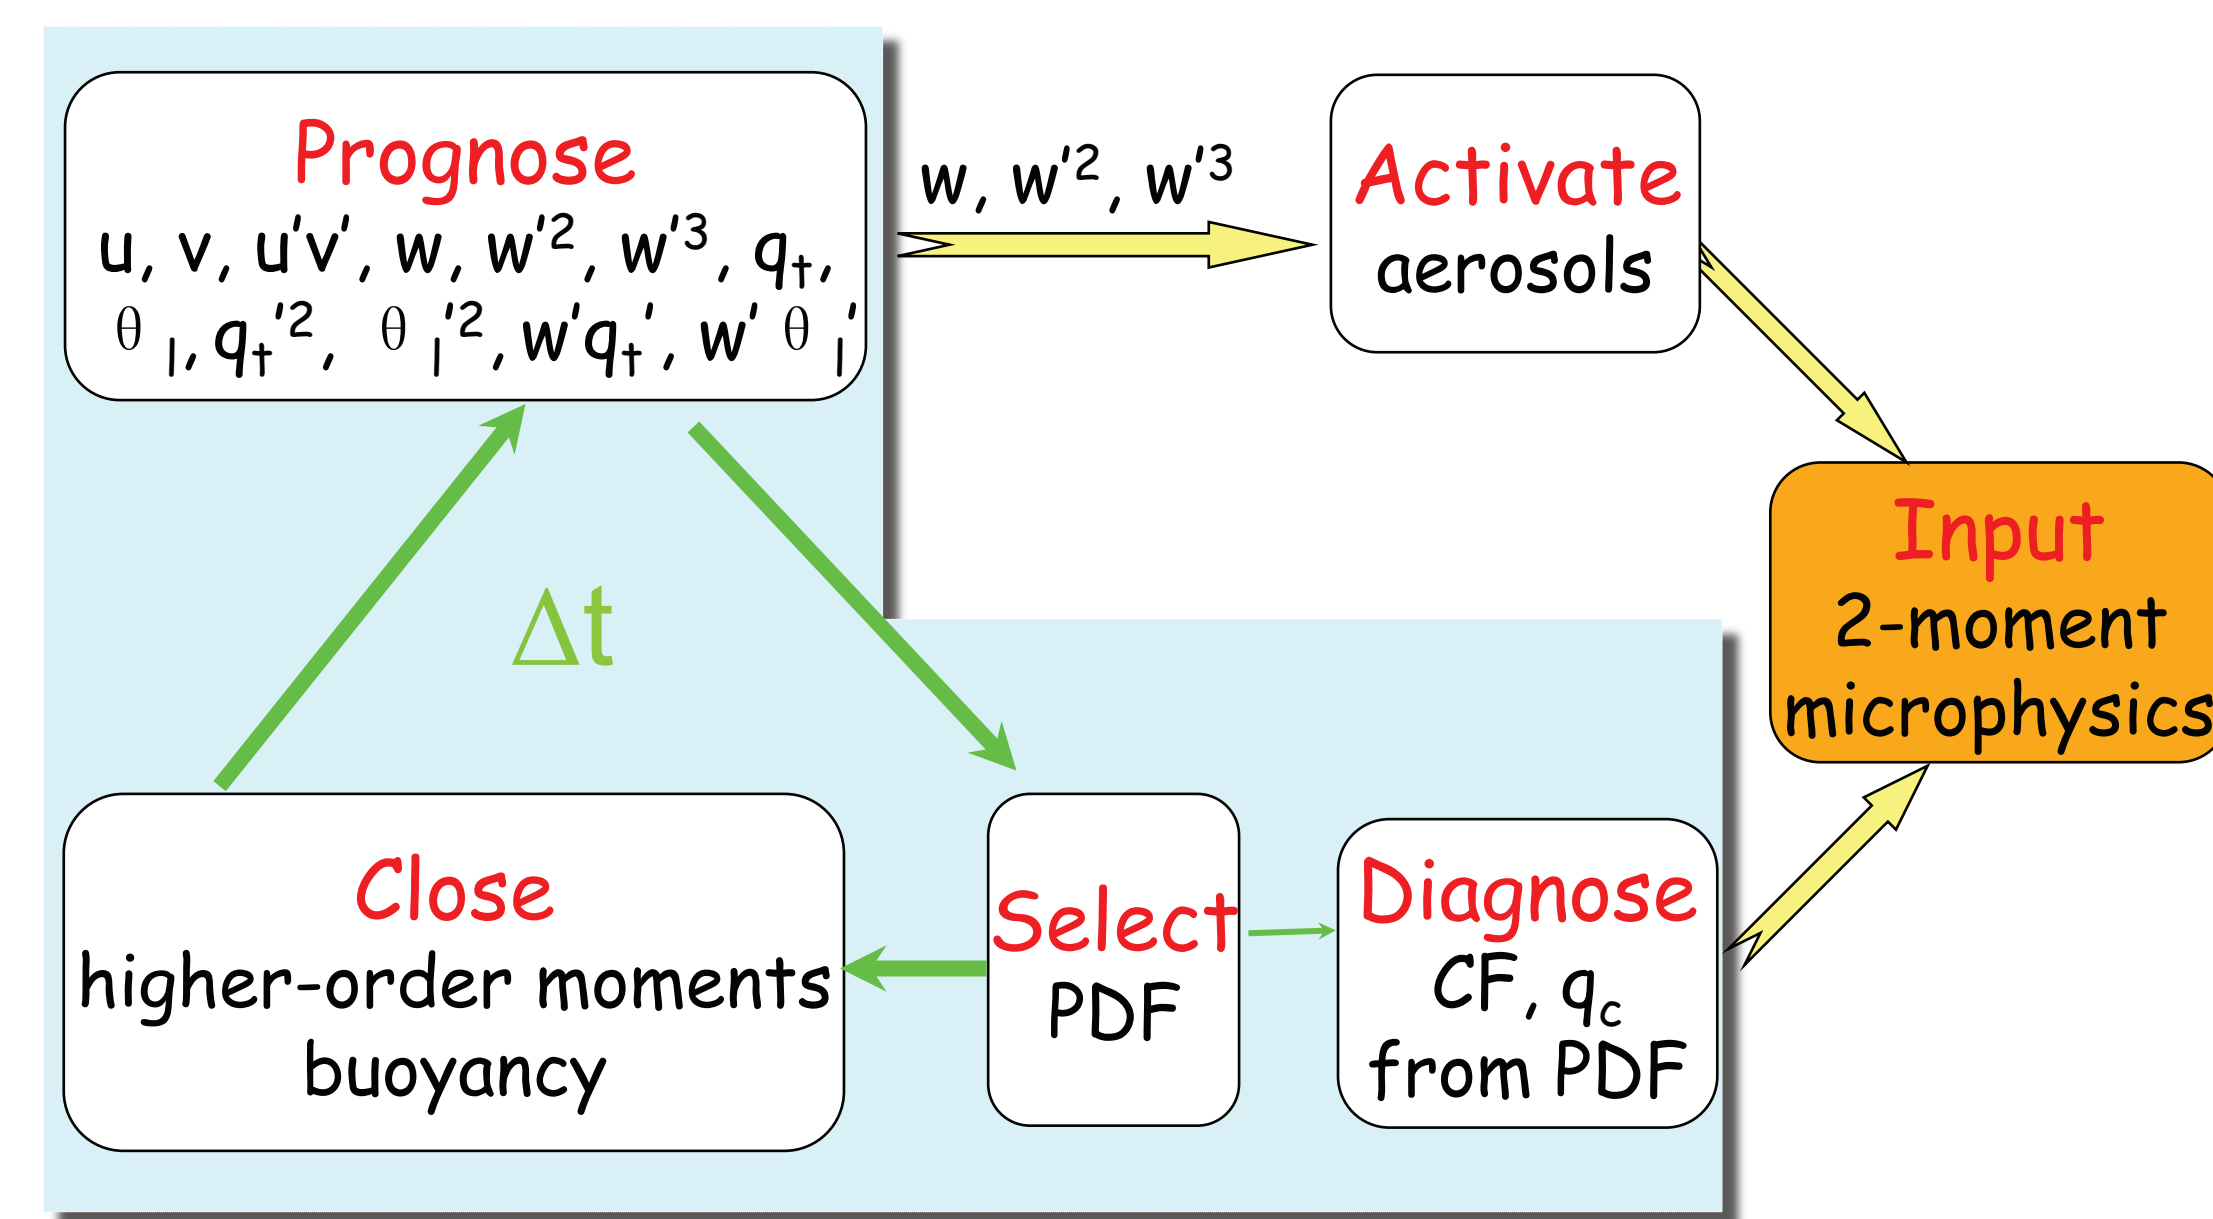 Prognose
u, v, u'v', w, w'², w'³, qₜ,
θₗ, qₜ'², θₗ'², w'qₜ', w'θₗ'
w, w'², w'³
Activate
aerosols
Input
2-moment
microphysics
Δt
Close
higher-order moments
buoyancy
Select
PDF
Diagnose
CF, q_c
from PDF